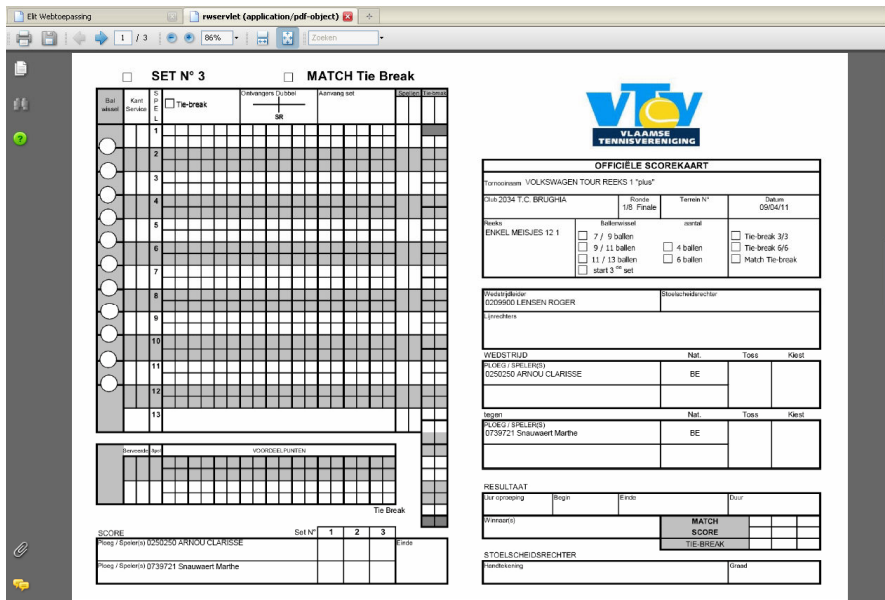 Elit Webtoepassing
rwservlet (application/pdf-object)
1 / 3
86%
Zoeken
SET N° 3
MATCH Tie Break
Bal wissel
Kant Service
SPEL
Tie-break
Ontvangers Dubbel
SR
Aanvang set
Spellen
Tie-break
1
2
3
4
5
6
7
8
9
10
11
12
13
Serveerder
Spel
VOORDEELPUNTEN
Tie Break
SCORE
Set N°
1
2
3
Ploeg / Speler(s) 0250250 ARNOU CLARISSE
Einde
Ploeg / Speler(s) 0739721 Snauwaert Marthe
VTV
VLAAMSE
TENNISVERENIGING
OFFICIËLE SCOREKAART
Tornooinaam VOLKSWAGEN TOUR REEKS 1 "plus"
Club 2034 T.C. BRUGHIA
Ronde
1/8 Finale
Terrein N°
Datum
09/04/11
Reeks
ENKEL MEISJES 12 1
Ballenwissel
aantal
7 / 9 ballen
9 / 11 ballen
11 / 13 ballen
start 3 de set
4 ballen
6 ballen
Tie-break 3/3
Tie-break 6/6
Match Tie-break
Wedstrijdleider
0209900 LENSEN ROGER
Stoelscheidsrechter
Lijnrechters
WEDSTRIJD
Nat.
Toss
Kiest
PLOEG / SPELER(S)
0250250 ARNOU CLARISSE
BE
tegen
Nat.
Toss
Kiest
PLOEG / SPELER(S)
0739721 Snauwaert Marthe
BE
RESULTAAT
Uur oproeping
Begin
Einde
Duur
Winnaar(s)
MATCH
SCORE
TIE-BREAK
STOELSCHEIDSRECHTER
Handtekening
Graad